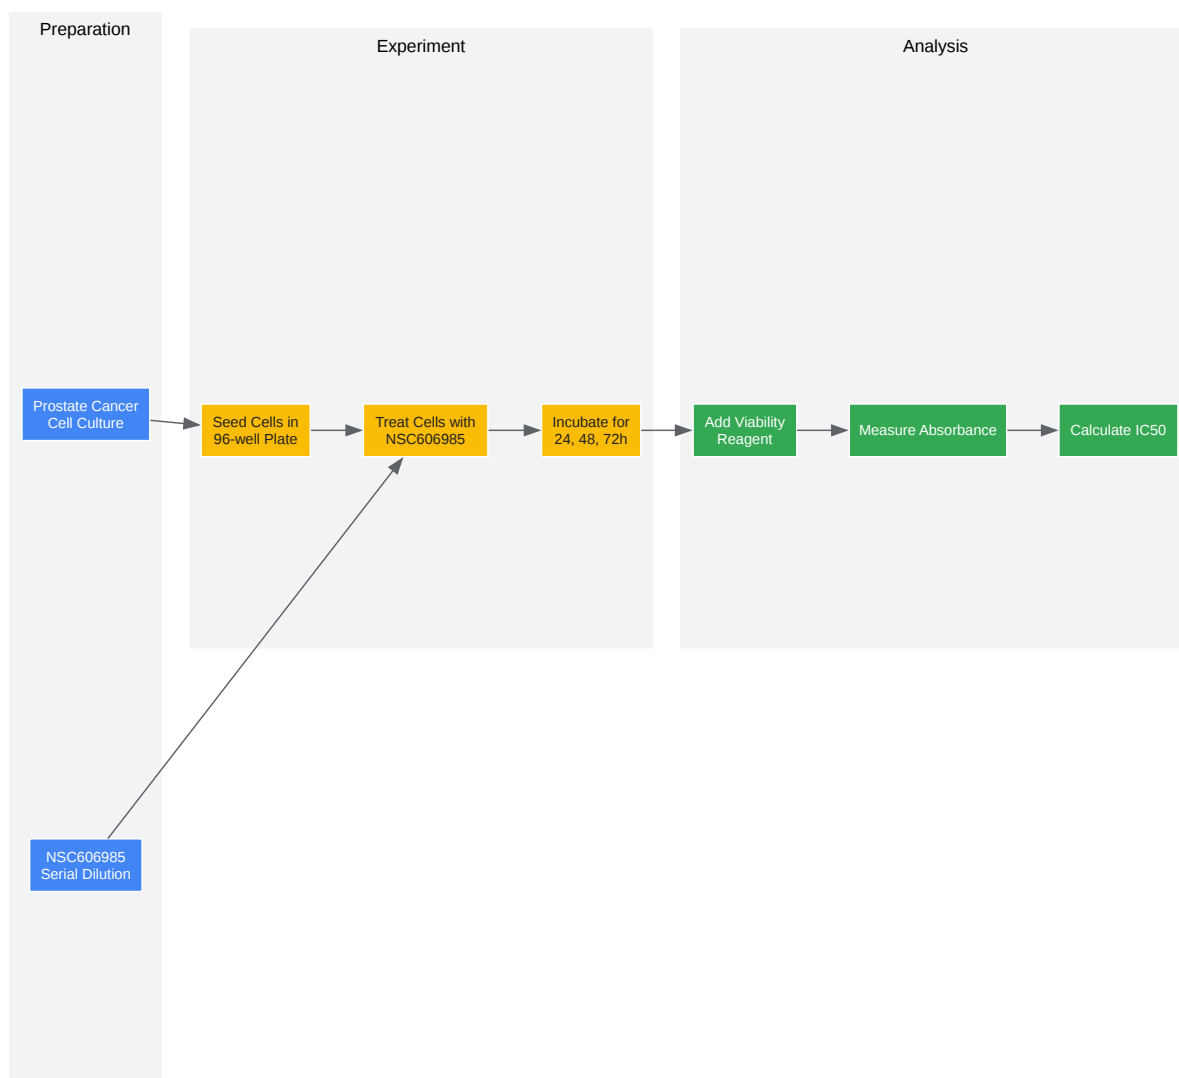 Preparation
Experiment
Analysis
Prostate Cancer
Cell Culture
Seed Cells in
96-well Plate
Treat Cells with
NSC606985
Incubate for
24, 48, 72h
Add Viability
Reagent
Measure Absorbance
Calculate IC50
NSC606985
Serial Dilution